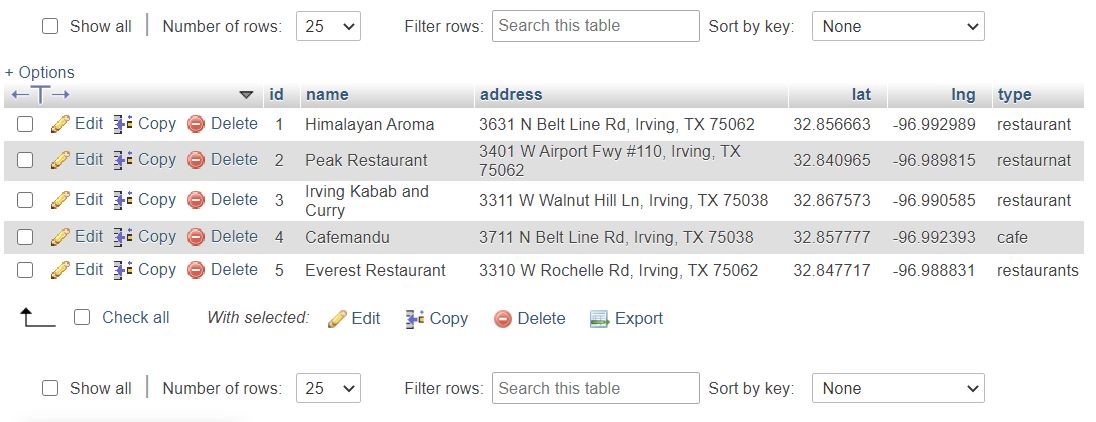 Show all Number of rows: 25 Filter rows: Search this table Sort by key: None
+ Options
id name address lat lng type
Edit Copy Delete 1 Himalayan Aroma 3631 N Belt Line Rd, Irving, TX 75062 32.856663 -96.992989 restaurant
Edit Copy Delete 2 Peak Restaurant 3401 W Airport Fwy #110, Irving, TX 75062 32.840965 -96.989815 restaurnat
Edit Copy Delete 3 Irving Kabab and Curry 3311 W Walnut Hill Ln, Irving, TX 75038 32.867573 -96.990585 restaurant
Edit Copy Delete 4 Cafemandu 3711 N Belt Line Rd, Irving, TX 75038 32.857777 -96.992393 cafe
Edit Copy Delete 5 Everest Restaurant 3310 W Rochelle Rd, Irving, TX 75062 32.847717 -96.988831 restaurants
Check all With selected: Edit Copy Delete Export
Show all Number of rows: 25 Filter rows: Search this table Sort by key: None